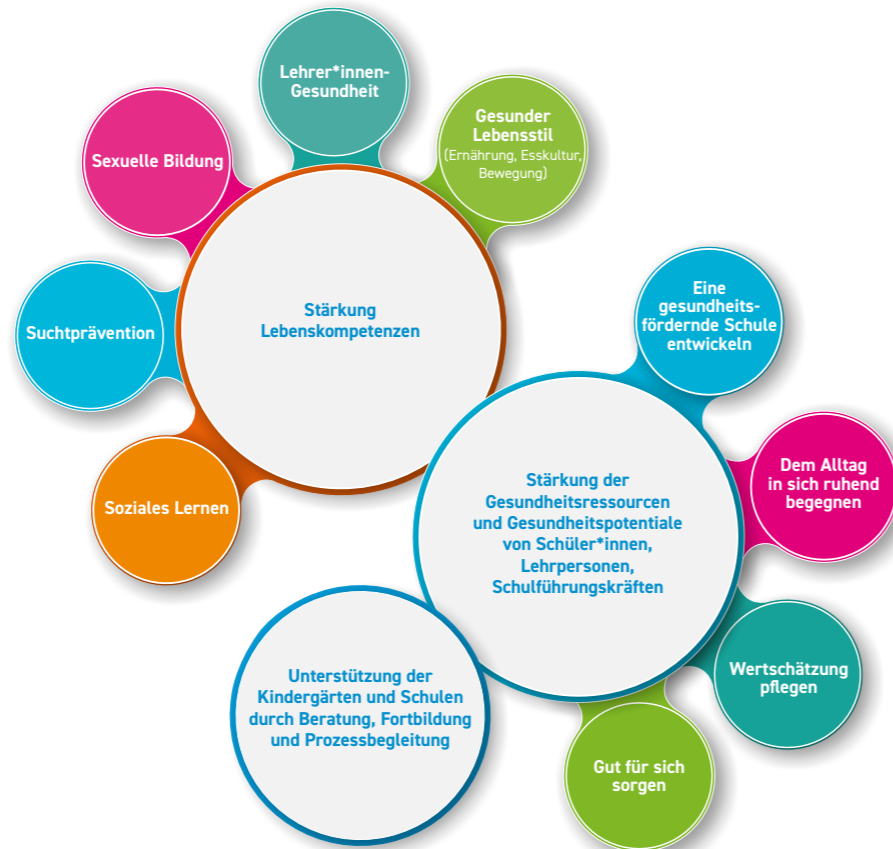 Lehrer*innen-
Gesundheit
Gesunder
Lebensstil
(Ernährung, Esskultur,
Bewegung)
Sexuelle Bildung
Suchtprävention
Soziales Lernen
Stärkung
Lebenskompetenzen
Eine
gesundheits-
fördernde Schule
entwickeln
Dem Alltag
in sich ruhend
begegnen
Stärkung der
Gesundheitsressourcen
und Gesundheitspotentiale
von Schüler*innen,
Lehrpersonen,
Schulführungskräften
Wertschätzung
pflegen
Gut für sich
sorgen
Unterstützung der
Kindergärten und Schulen
durch Beratung, Fortbildung
und Prozessbegleitung